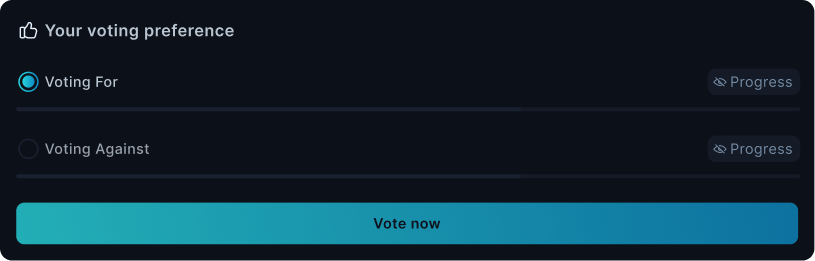 Your voting preference
Voting For Progress
Voting Against Progress
Vote now